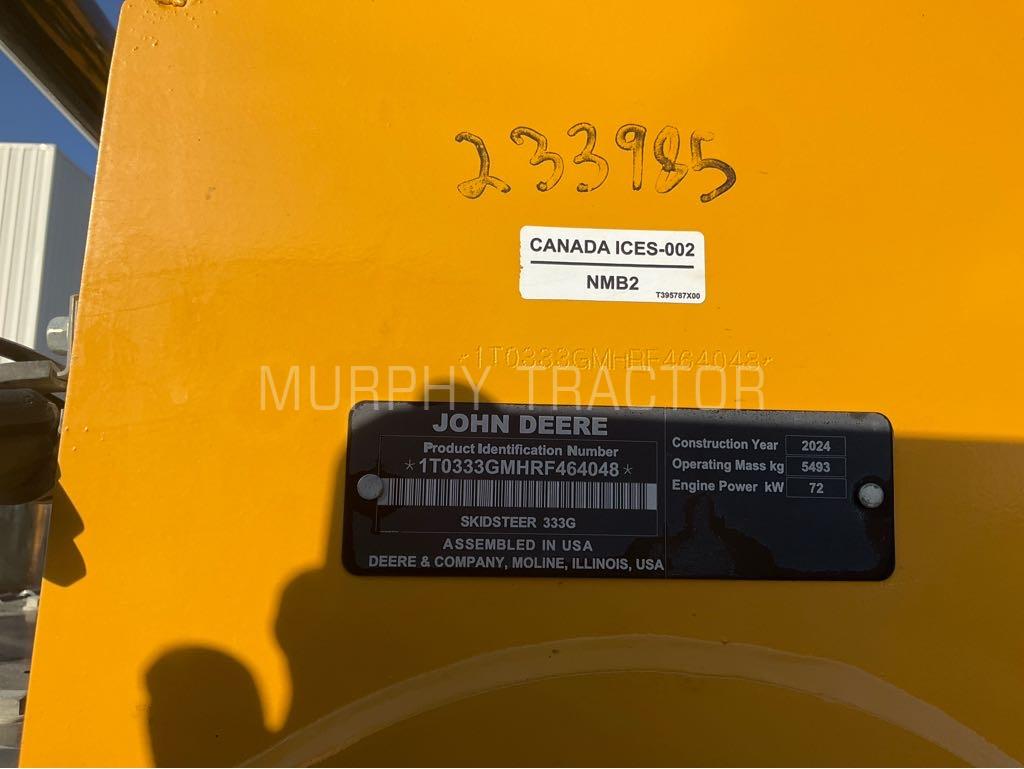 233985
CANADA ICES-002
NMB2
T395787X00
*1T0333GMHRF464048*
MURPHY TRACTOR
JOHN DEERE
Product Identification Number
*1T0333GMHRF464048*
SKIDSTEER 333G
ASSEMBLED IN USA
DEERE & COMPANY, MOLINE, ILLINOIS, USA
Construction Year 2024
Operating Mass kg 5493
Engine Power kW 72